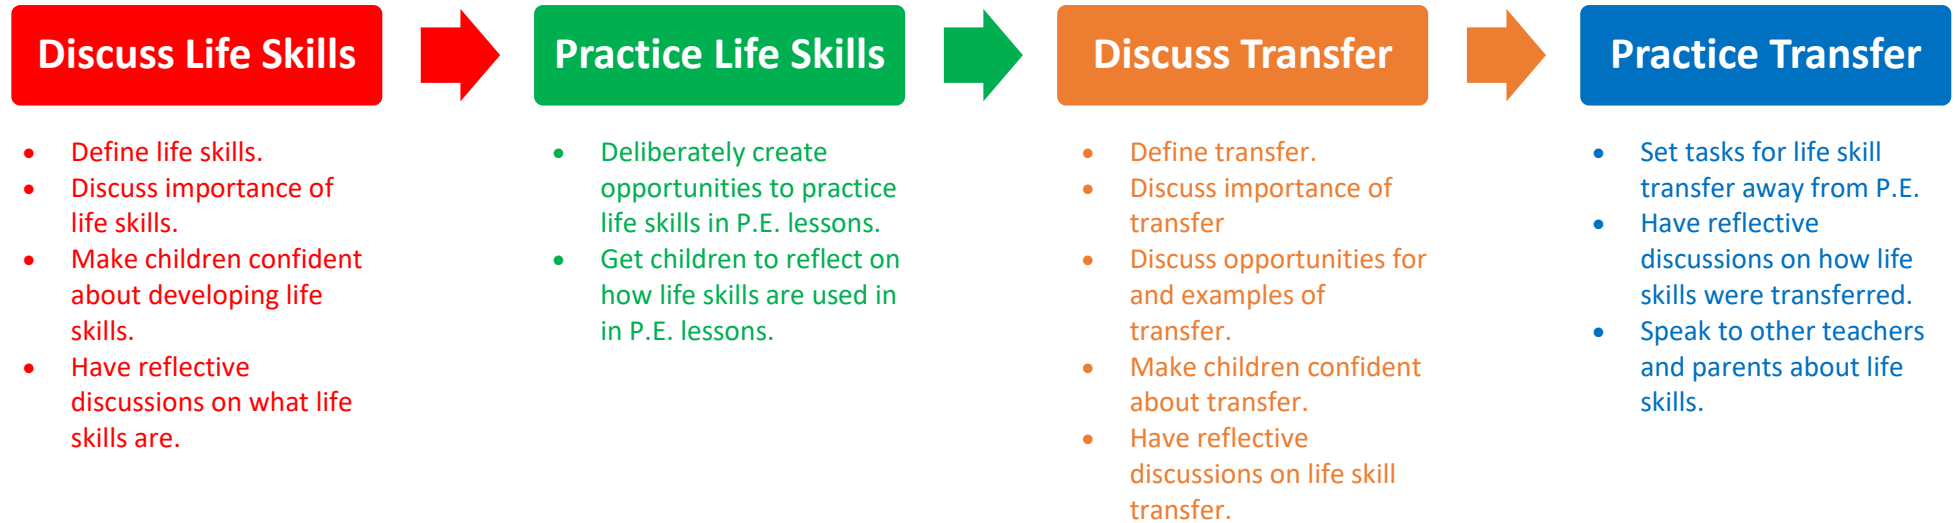 Discuss Life Skills
• Define life skills.
• Discuss importance of
life skills.
• Make children confident
about developing life
skills.
• Have reflective
discussions on what life
skills are.
Practice Life Skills
• Deliberately create
opportunities to practice
life skills in P.E. lessons.
• Get children to reflect on
how life skills are used in
in P.E. lessons.
Discuss Transfer
• Define transfer.
• Discuss importance of
transfer
• Discuss opportunities for
and examples of
transfer.
• Make children confident
about transfer.
• Have reflective
discussions on life skill
transfer.
Practice Transfer
• Set tasks for life skill
transfer away from P.E.
• Have reflective
discussions on how life
skills were transferred.
• Speak to other teachers
and parents about life
skills.